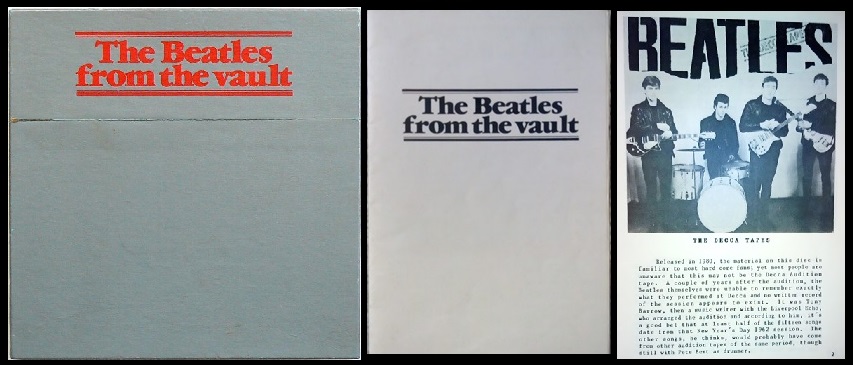 The Beatles
from the vault
The Beatles
from the vault
BEATLES
THE DECCA TAPES
Released in 1981, the material on this disc is
familiar to most hard core fans; yet most people are
unaware that this may not be the Decca Audition
tape. A couple of years after the audition, the
Beatles themselves were unable to remember exactly
what they performed at Decca and no written record
of the session appears to exist. It was Tony
Barrow, then a music writer with the Liverpool Echo,
who arranged the audition and according to him, it's
a good bet that at least half of the fifteen songs
date from that New Year's Day 1962 session. The
other songs, he thinks, would probably have come
from other audition tapes of the same period, though
still with Pete Best as drummer.
2